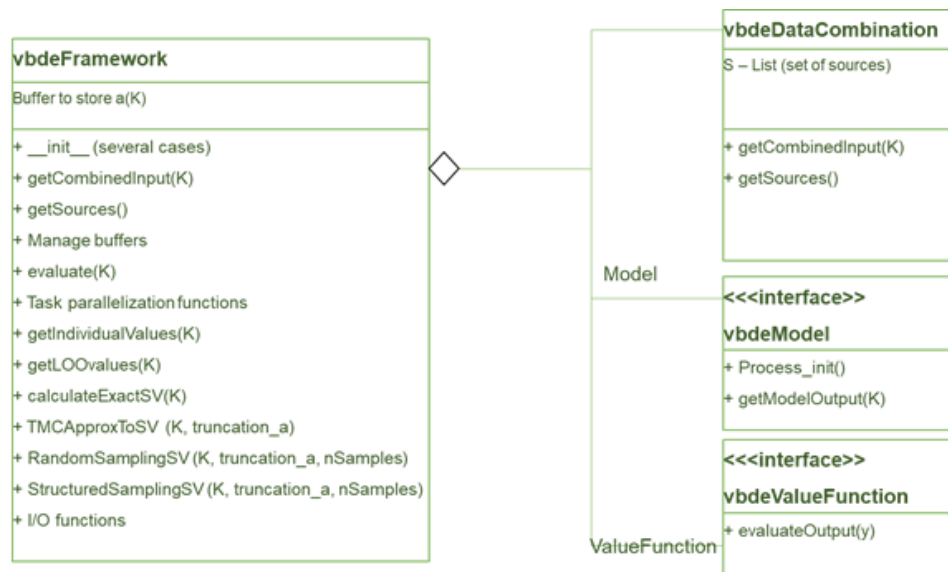 vbdeFramework
Buffer to store a(K)
+ __init__ (several cases)
+ getCombinedInput(K)
+ getSources()
+ Manage buffers
+ evaluate(K)
+ Task parallelization functions
+ getIndividualValues(K)
+ getLOOvalues(K)
+ calculateExactSV(K)
+ TMCApproxToSV (K, truncation_a)
+ RandomSamplingSV (K, truncation_a, nSamples)
+ StructuredSamplingSV (K, truncation_a, nSamples)
+ I/O functions
Model
ValueFunction
vbdeDataCombination
S – List (set of sources)
+ getCombinedInput(K)
+ getSources()
<<<interface>>
vbdeModel
+ Process_init()
+ getModelOutput(K)
<<<interface>>
vbdeValueFunction
+ evaluateOutput(y)